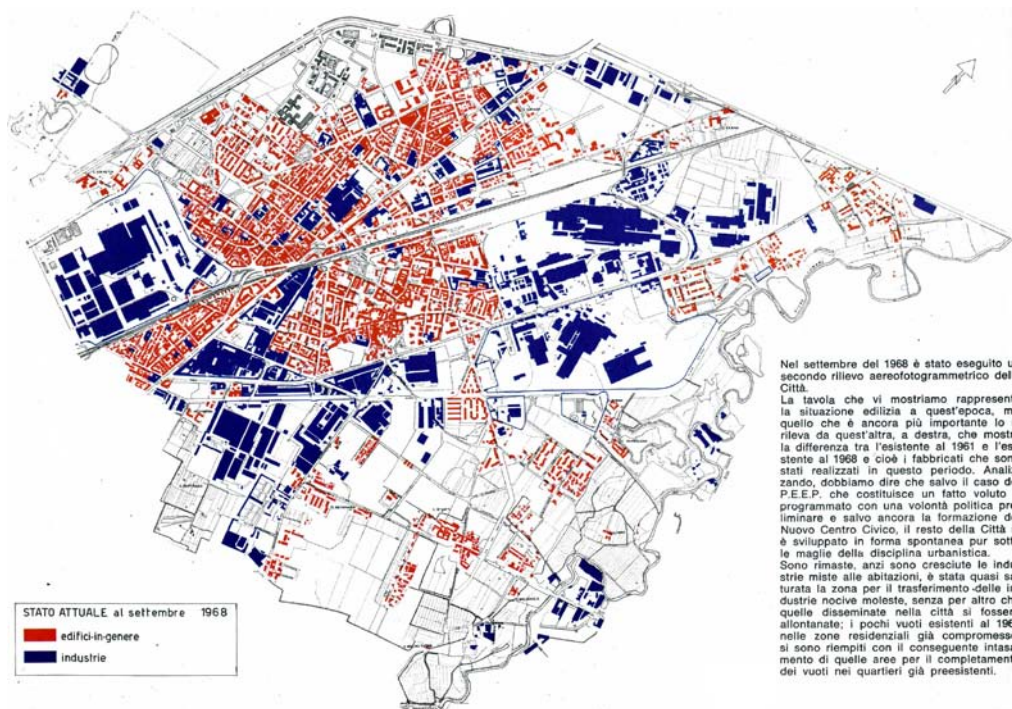 Nel settembre del 1968 è stato eseguito u
secondo rilievo aereofotogrammetrico dell
Città.
La tavola che vi mostriamo rappresent
la situazione edilizia a quest'epoca, m
quello che è ancora più importante lo s
rileva da quest'altra, a destra, che mostr
la differenza tra l'esistente al 1961 e l'esi
stente al 1968 e cioè i fabbricati che son
stati realizzati in questo periodo. Analiz
zando, dobbiamo dire che salvo il caso de
P.E.E.P. che costituisce un fatto voluto
programmato con una volontà politica pre
liminare e salvo ancora la formazione de
Nuovo Centro Civico, il resto della Città s
è sviluppato in forma spontanea pur sott
le maglie della disciplina urbanistica.
Sono rimaste, anzi sono cresciute le indu
strie miste alle abitazioni, è stata quasi sa
turata la zona per il trasferimento delle in
dustrie nocive moleste, senza per altro ch
quelle disseminate nella città si fosser
allontanate; i pochi vuoti esistenti al 196
nelle zone residenziali già compromess
si sono riempiti con il conseguente intasa
mento di quelle aree per il completament
dei vuoti nei quartieri già preesistenti.
STATO ATTUALE al settembre 1968
edifici-in-genere
industrie